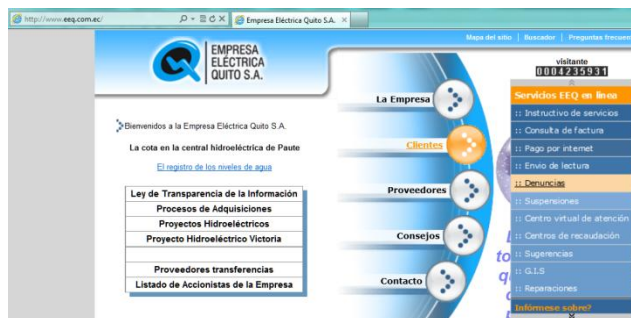 http://www.eeq.com.ec/
Empresa Eléctrica Quito S.A.
Mapa del sitio | Buscador | Preguntas frecuen
EMPRESA
ELÉCTRICA
QUITO S.A.
visitante
0004235931
Bienvenidos a la Empresa Eléctrica Quito S.A.
La cota en la central hidroeléctrica de Paute
El registro de los niveles de agua
Ley de Transparencia de la Información
Procesos de Adquisiciones
Proyectos Hidroeléctricos
Proyecto Hidroeléctrico Victoria
Proveedores transferencias
Listado de Accionistas de la Empresa
La Empresa
Clientes
Proveedores
Consejos
Contacto
Servicios EEQ en línea
:: Instructivo de servicios
:: Consulta de factura
:: Pago por internet
:: Envio de lectura
:: Denuncias
:: Suspensiones
:: Centro virtual de atención
:: Centros de recaudación
:: Sugerencias
:: G.I.S
:: Reparaciones
Infórmese sobre?